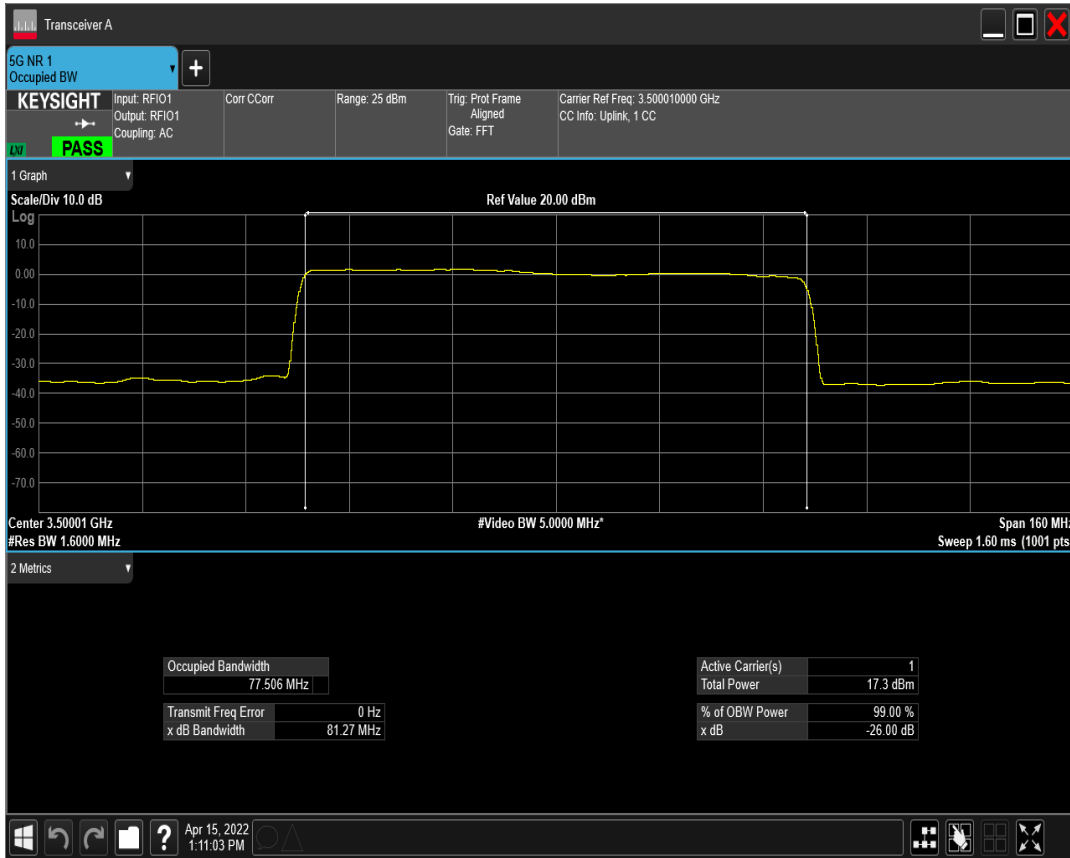 Transceiver A
5G NR 1
Occupied BW
+
KEYSIGHT
LXI
PASS
Input: RFIO1
Output: RFIO1
Coupling: AC
Corr CCorr
Range: 25 dBm
Trig: Prot Frame
Aligned
Gate: FFT
Carrier Ref Freq: 3.500010000 GHz
CC Info: Uplink, 1 CC
1 Graph
Scale/Div 10.0 dB
Ref Value 20.00 dBm
Log
10.0
0.00
-10.0
-20.0
-30.0
-40.0
-50.0
-60.0
-70.0
Center 3.50001 GHz
#Video BW 5.0000 MHz*
Span 160 MHz
#Res BW 1.6000 MHz
Sweep 1.60 ms (1001 pts
2 Metrics
Occupied Bandwidth
77.506 MHz
Transmit Freq Error 0 Hz
x dB Bandwidth 81.27 MHz
Active Carrier(s) 1
Total Power 17.3 dBm
% of OBW Power 99.00 %
x dB -26.00 dB
?
Apr 15, 2022
1:11:03 PM